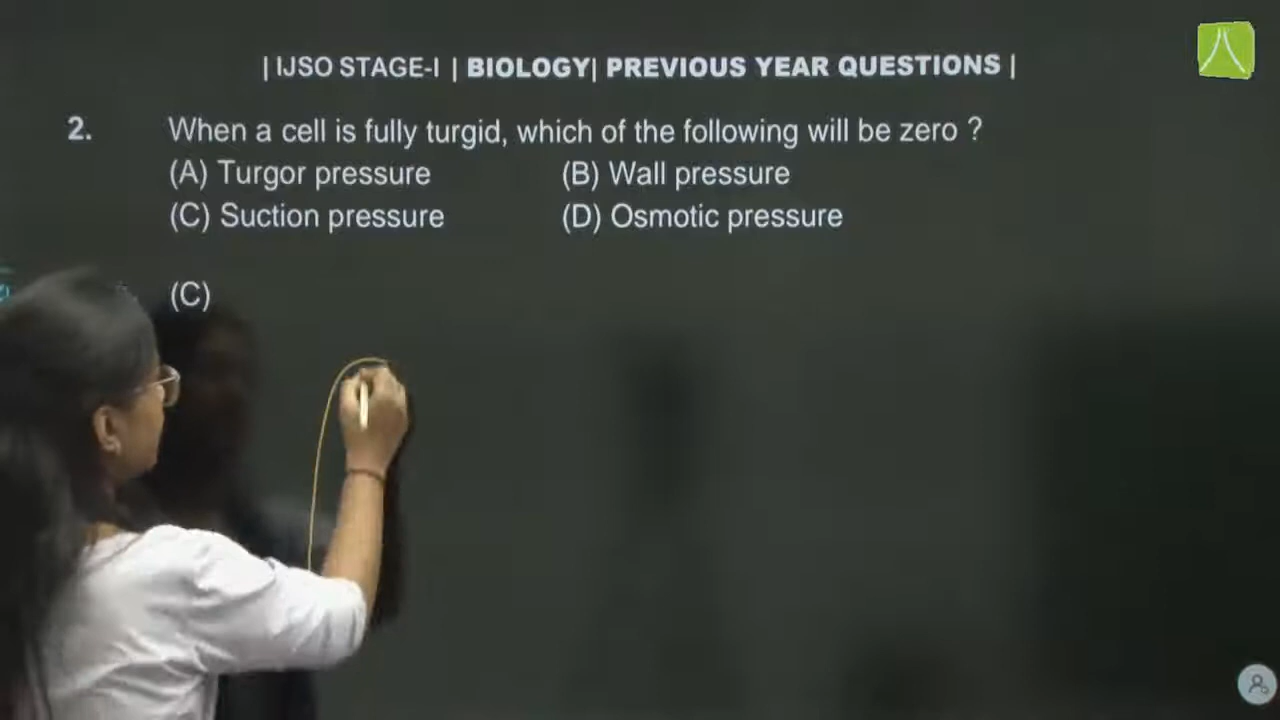 | IJSO STAGE-I | BIOLOGY| PREVIOUS YEAR QUESTIONS |
2. When a cell is fully turgid, which of the following will be zero ?
(A) Turgor pressure (B) Wall pressure
(C) Suction pressure (D) Osmotic pressure
(C)